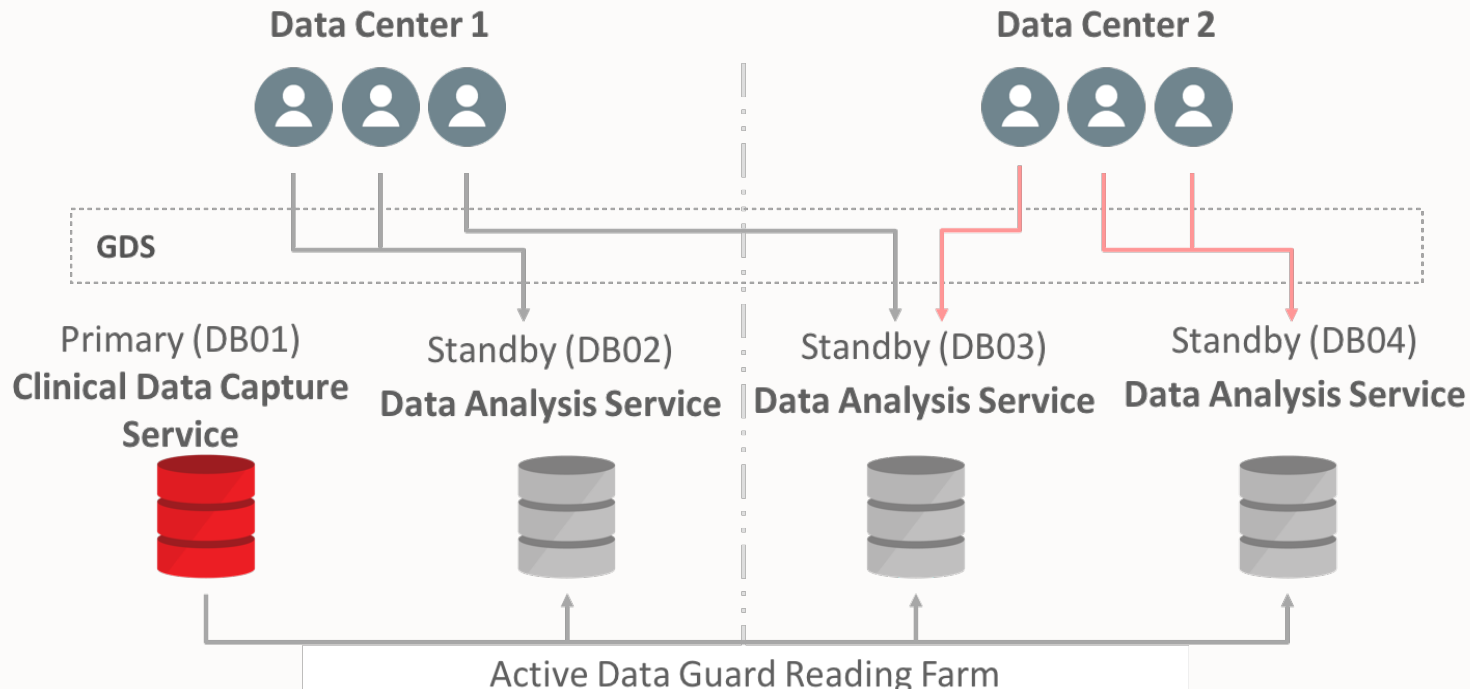 Data Center 1
Data Center 2
GDS
Primary (DB01)
Clinical Data Capture
Service
Standby (DB02)
Data Analysis Service
Standby (DB03)
Data Analysis Service
Standby (DB04)
Data Analysis Service
Active Data Guard Reading Farm